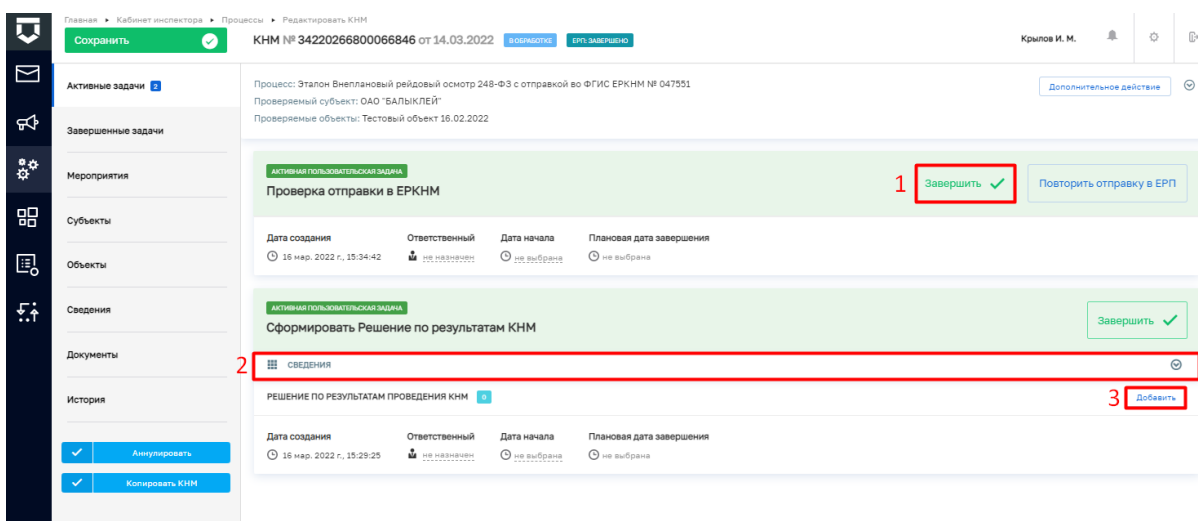 Главная ▸ Кабинет инспектора ▸ Процессы ▸ Редактировать КНМ
Сохранить
КНМ № 34220266800066846 от 14.03.2022 В ОБРАБОТКЕ ЕРП: ЗАВЕРШЕНО
Крылов И. М.
Активные задачи 2
Завершенные задачи
Мероприятия
Субъекты
Объекты
Сведения
Документы
История
Аннулировать
Копировать КНМ
Процесс: Эталон Внеплановый рейдовый осмотр 248-ФЗ с отправкой во ФГИС ЕРКНМ № 047551
Проверяемый субъект: ОАО "БАЛЫКЛЕЙ"
Проверяемые объекты: Тестовый объект 16.02.2022
Дополнительное действие
АКТИВНАЯ ПОЛЬЗОВАТЕЛЬСКАЯ ЗАДАЧА
Проверка отправки в ЕРКНМ
1 Завершить
Повторить отправку в ЕРП
Дата создания Ответственный Дата начала Плановая дата завершения
16 мар. 2022 г., 15:34:42 не назначен не выбрана не выбрана
АКТИВНАЯ ПОЛЬЗОВАТЕЛЬСКАЯ ЗАДАЧА
Сформировать Решение по результатам КНМ
Завершить
2 СВЕДЕНИЯ
РЕШЕНИЕ ПО РЕЗУЛЬТАТАМ ПРОВЕДЕНИЯ КНМ 0
3 Добавить
Дата создания Ответственный Дата начала Плановая дата завершения
16 мар. 2022 г., 15:29:25 не назначен не выбрана не выбрана